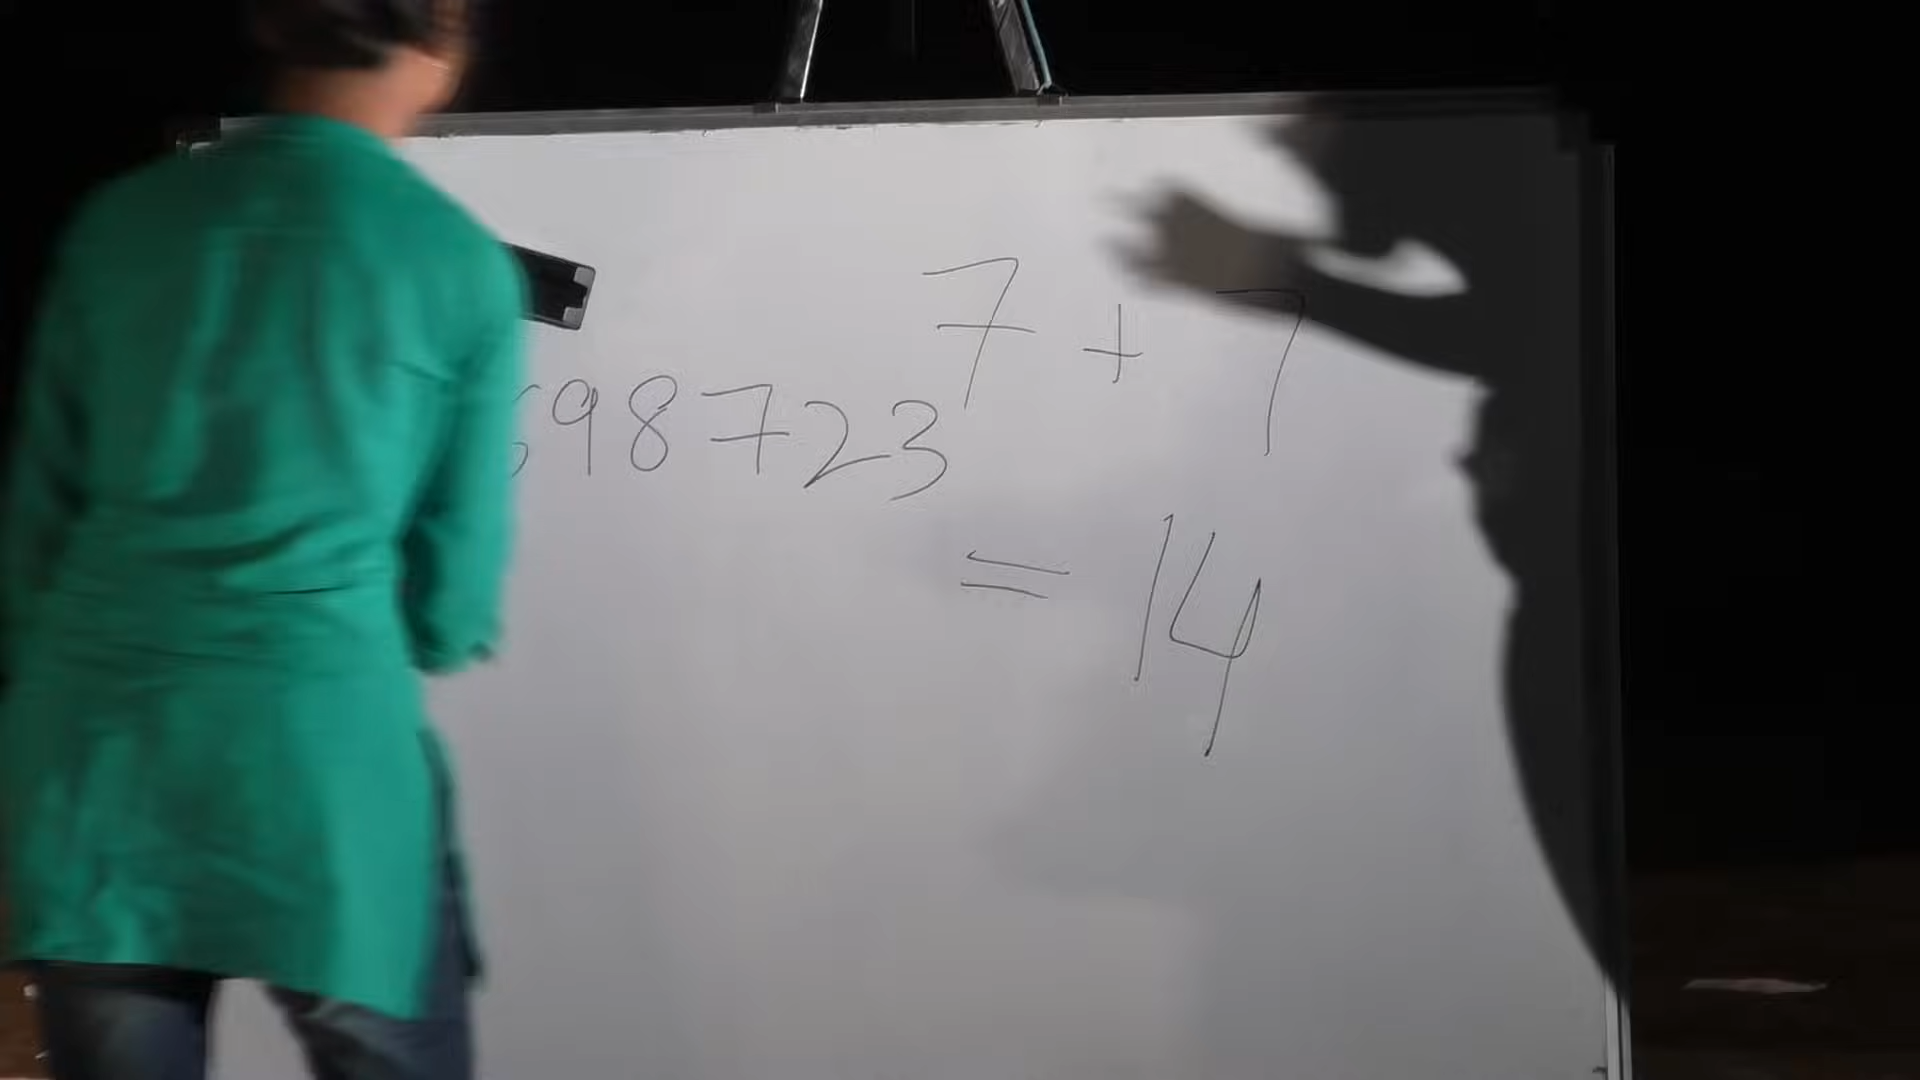 7 + 7
98723
= 14